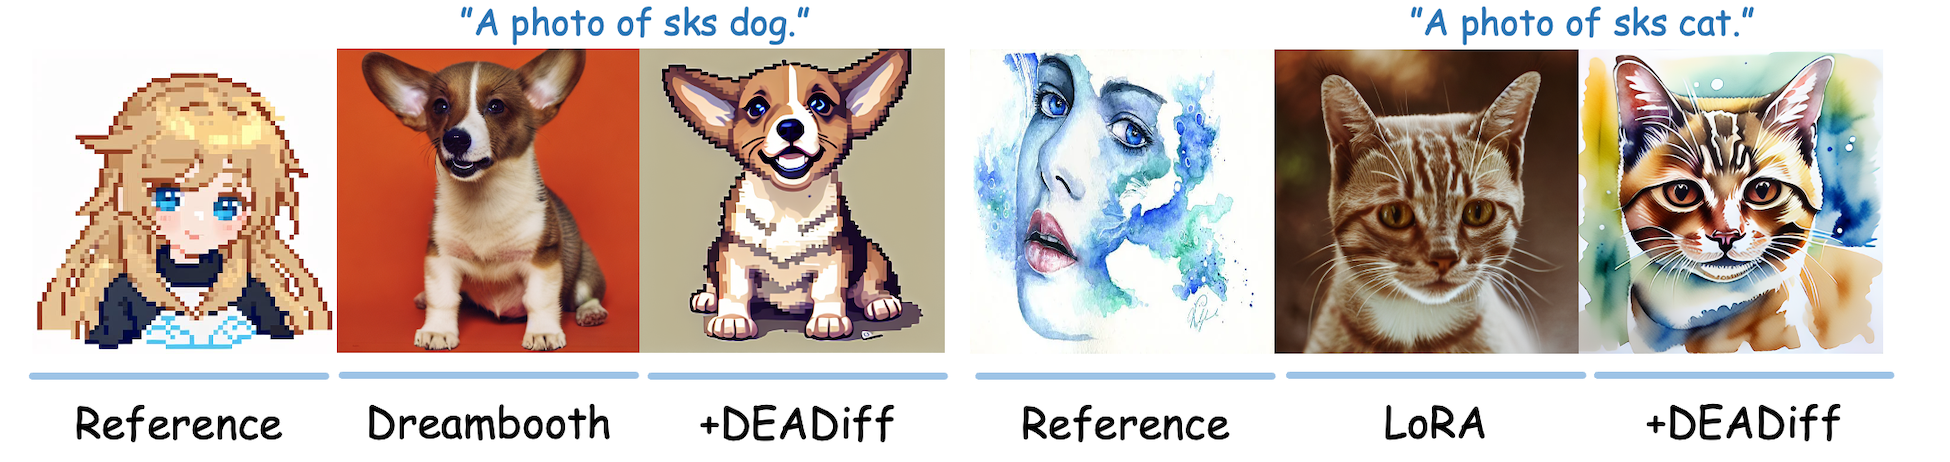 "A photo of sks dog."
"A photo of sks cat."
Reference
Dreambooth
+DEADiff
Reference
LoRA
+DEADiff